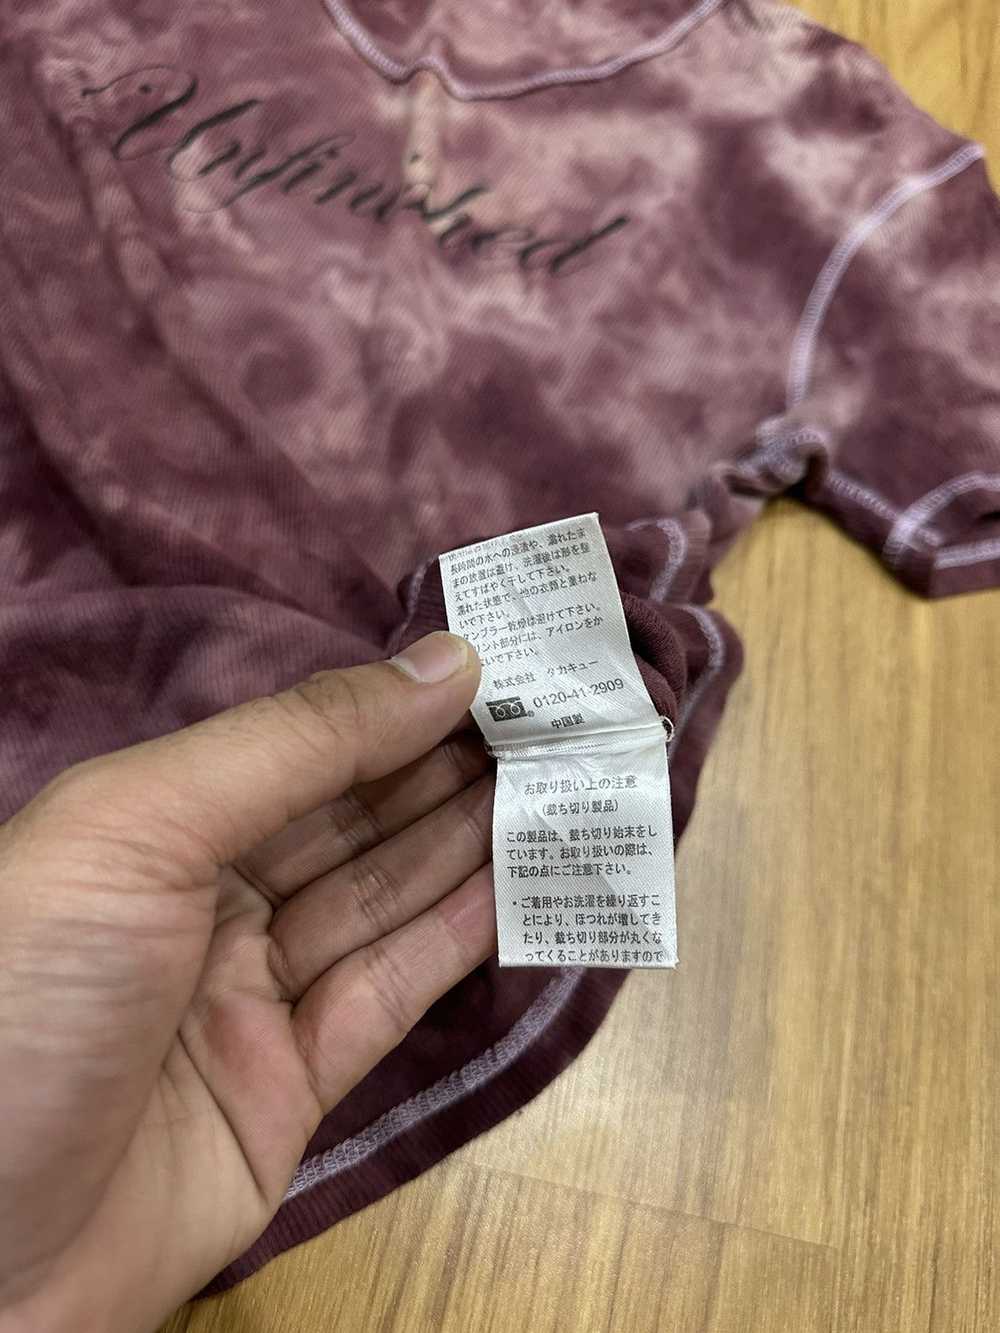 Unfinished
長時間の水への浸漬や、濡れたま
まの放置は避け、洗濯後は形を整
えてすばやく干して下さい。
濡れた状態で、他の衣類と重ねな
いで下さい。
タンブラー乾燥は避けて下さい。
リント部分には、アイロンをか
ないで下さい。
株式会社 タカキュー
0120-41-2909
中国製
お取り扱い上の注意
(裁ち切り製品)
この製品は、裁ち切り始末をし
ています。お取り扱いの際は、
下記の点にご注意下さい。
・ご着用やお洗濯を繰り返すこ
とにより、ほつれが増してき
たり、裁ち切り部分が丸くな
ってくることがありますので